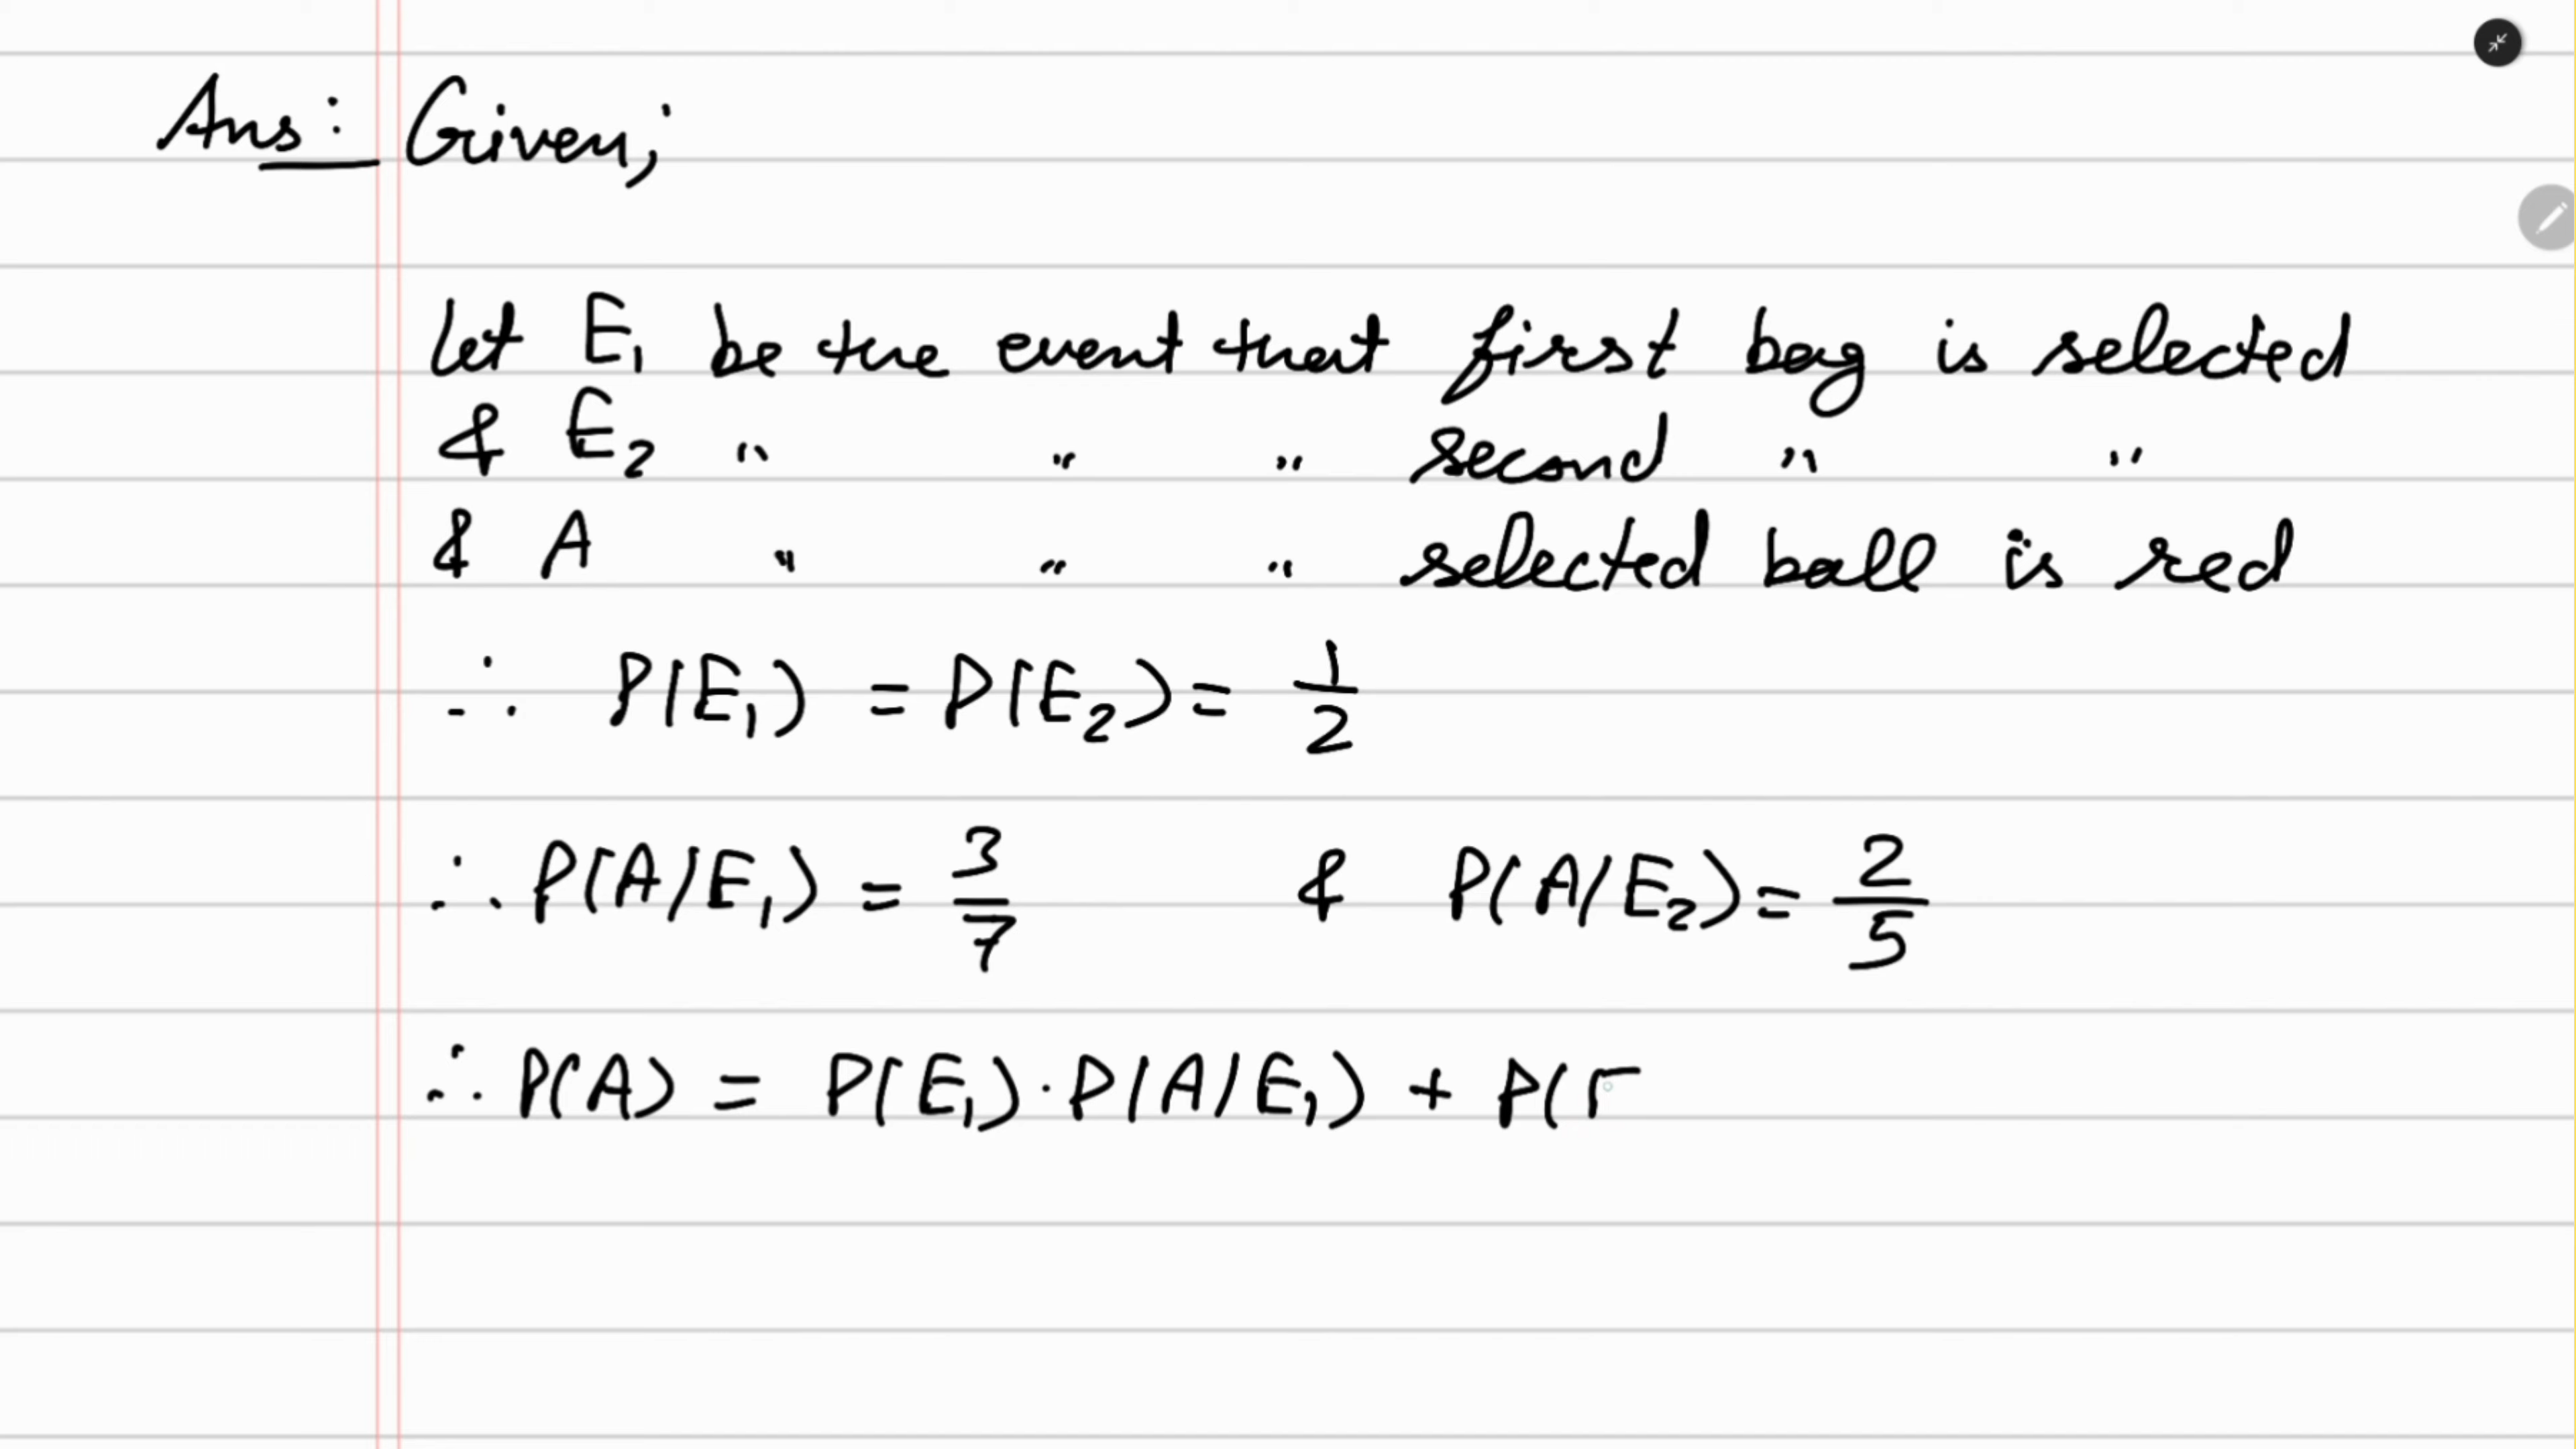 Ans: Given;
Let E₁ be the event that first bag is selected
& E₂ " " " second " "
& A " " " selected ball is red
∴ P(E₁) = P(E₂) = 1/2
∴ P(A/E₁) = 3/7 & P(A/E₂) = 2/5
∴ P(A) = P(E₁) · P(A/E₁) + P(